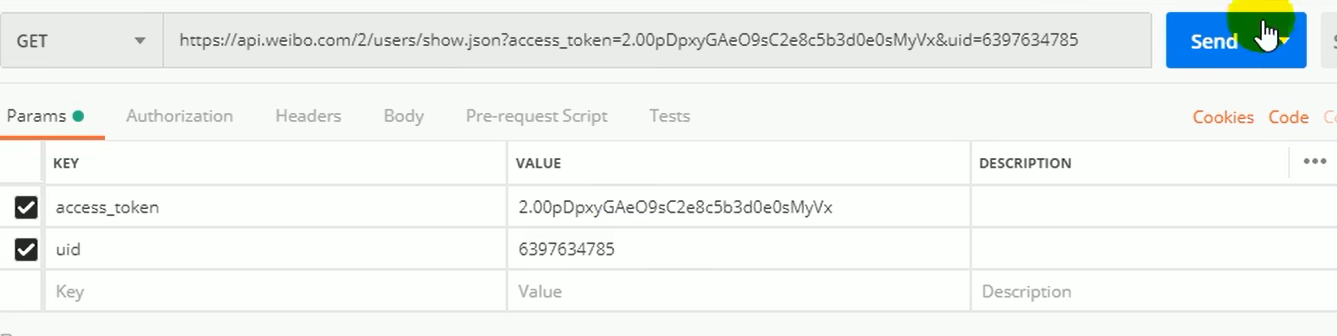 GET https://api.weibo.com/2/users/show.json?access_token=2.00pDpxyGAeO9sC2e8c5b3d0e0sMyVx&uid=6397634785 Send
Params Authorization Headers Body Pre-request Script Tests Cookies Code
KEY VALUE DESCRIPTION
access_token 2.00pDpxyGAeO9sC2e8c5b3d0e0sMyVx
uid 6397634785
Key Value Description